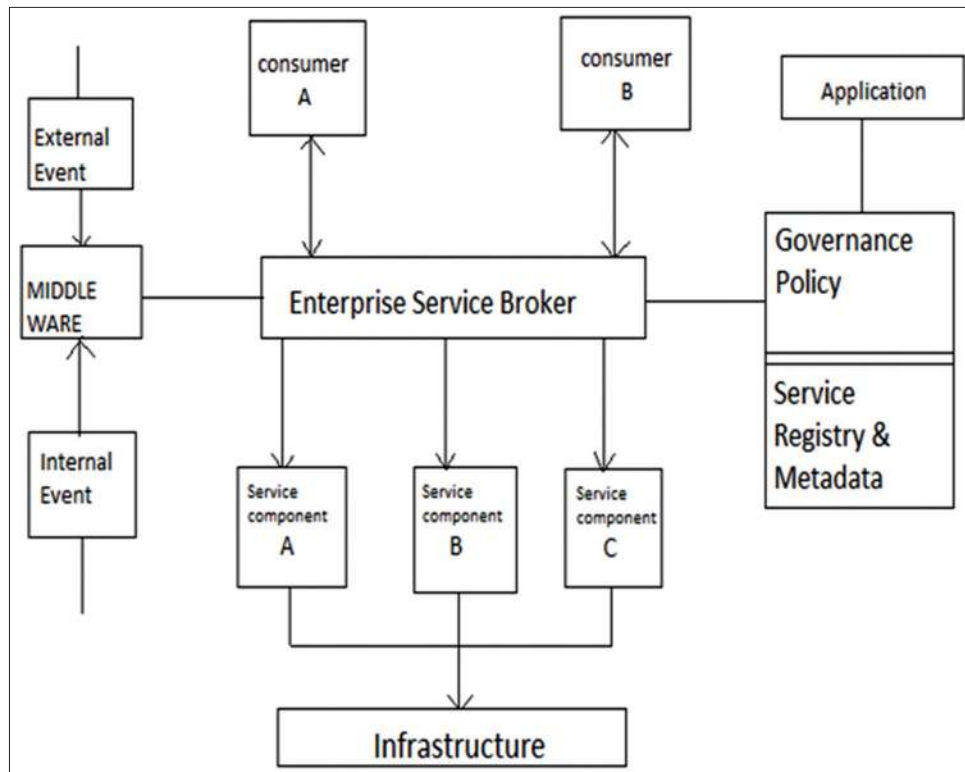 consumer
A
consumer
B
Application
External
Event
MIDDLE
WARE
Enterprise Service Broker
Governance
Policy
Service
Registry &
Metadata
Internal
Event
Service
component
A
Service
component
B
Service
component
C
Infrastructure